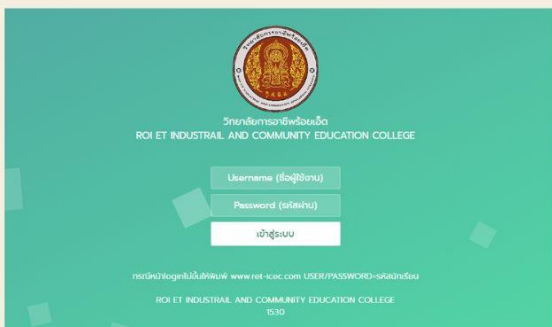 วิทยาลัยการอาชีพร้อยเอ็ด
ROI ET INDUSTRAIL AND COMMUNITY EDUCATION COLLEGE
Username (ชื่อผู้ใช้งาน)
Password (รหัสผ่าน)
เข้าสู่ระบบ
กรณีหน้าloginไม่ขึ้นให้พิมพ์ www.ret-icec.com USER/PASSWORD=รหัสนักเรียน
ROI ET INDUSTRAIL AND COMMUNITY EDUCATION COLLEGE
1530